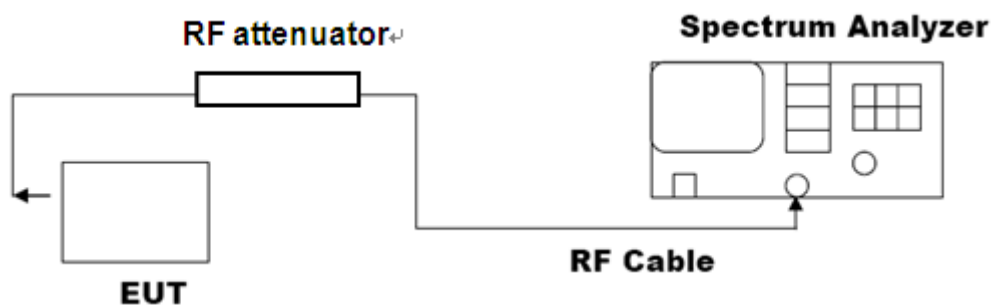 RF attenuator↵
Spectrum Analyzer
RF Cable
EUT